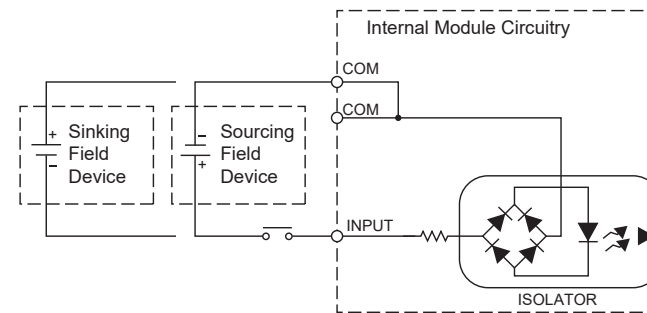 Internal Module Circuitry
COM
COM
+
Sinking
Field
Device
–
–
Sourcing
Field
Device
+
INPUT
ISOLATOR